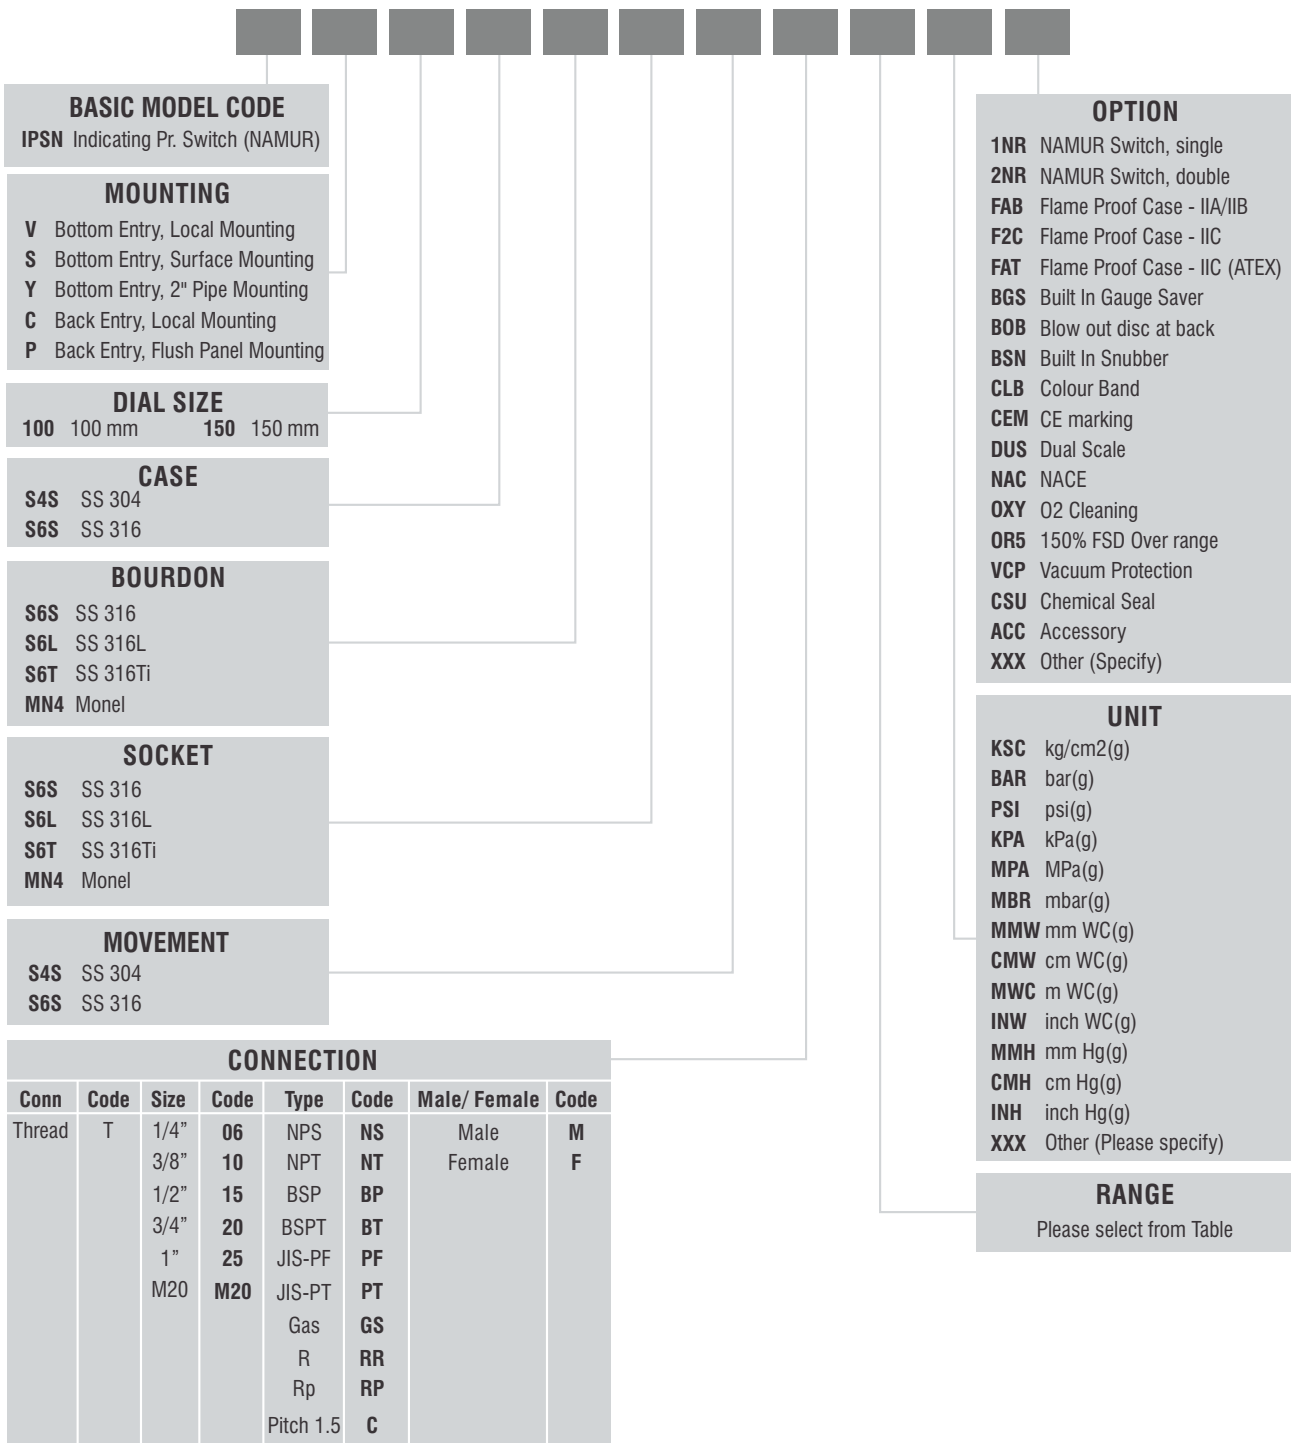 BASIC MODEL CODE
IPSN Indicating Pr. Switch (NAMUR)
MOUNTING
V Bottom Entry, Local Mounting
S Bottom Entry, Surface Mounting
Y Bottom Entry, 2" Pipe Mounting
C Back Entry, Local Mounting
P Back Entry, Flush Panel Mounting
DIAL SIZE
100 100 mm 150 150 mm
CASE
S4S SS 304
S6S SS 316
BOURDON
S6S SS 316
S6L SS 316L
S6T SS 316Ti
MN4 Monel
SOCKET
S6S SS 316
S6L SS 316L
S6T SS 316Ti
MN4 Monel
MOVEMENT
S4S SS 304
S6S SS 316
CONNECTION
Conn Code Size Code Type Code Male/ Female Code
Thread T 1/4” 06 NPS NS Male M
3/8” 10 NPT NT Female F
1/2” 15 BSP BP
3/4” 20 BSPT BT
1” 25 JIS-PF PF
M20 M20 JIS-PT PT
Gas GS
R RR
Rp RP
Pitch 1.5 C
OPTION
1NR NAMUR Switch, single
2NR NAMUR Switch, double
FAB Flame Proof Case - IIA/IIB
F2C Flame Proof Case - IIC
FAT Flame Proof Case - IIC (ATEX)
BGS Built In Gauge Saver
BOB Blow out disc at back
BSN Built In Snubber
CLB Colour Band
CEM CE marking
DUS Dual Scale
NAC NACE
OXY O2 Cleaning
OR5 150% FSD Over range
VCP Vacuum Protection
CSU Chemical Seal
ACC Accessory
XXX Other (Specify)
UNIT
KSC kg/cm2(g)
BAR bar(g)
PSI psi(g)
KPA kPa(g)
MPA MPa(g)
MBR mbar(g)
MMW mm WC(g)
CMW cm WC(g)
MWC m WC(g)
INW inch WC(g)
MMH mm Hg(g)
CMH cm Hg(g)
INH inch Hg(g)
XXX Other (Please specify)
RANGE
Please select from Table